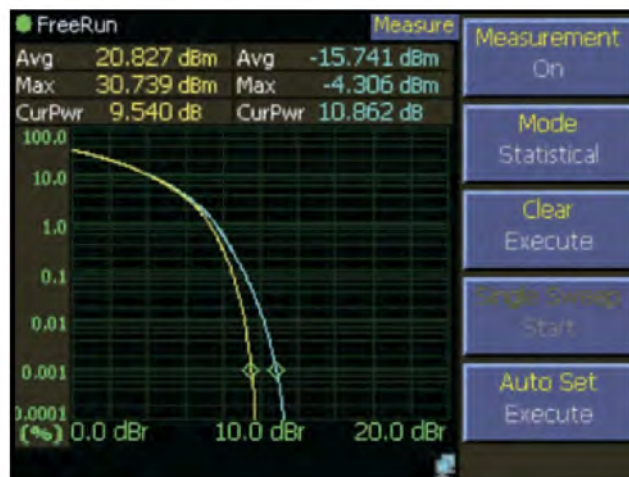 FreeRun Measure
Avg 20.827 dBm Avg -15.741 dBm
Max 30.739 dBm Max -4.306 dBm
CurPwr 9.540 dB CurPwr 10.862 dB
100.0
10.0
1.0
0.1
0.01
0.001
0.0001
(%) 0.0 dBr 10.0 dBr 20.0 dBr
Measurement
On
Mode
Statistical
Clear
Execute
Single Sweep
Start
Auto Set
Execute